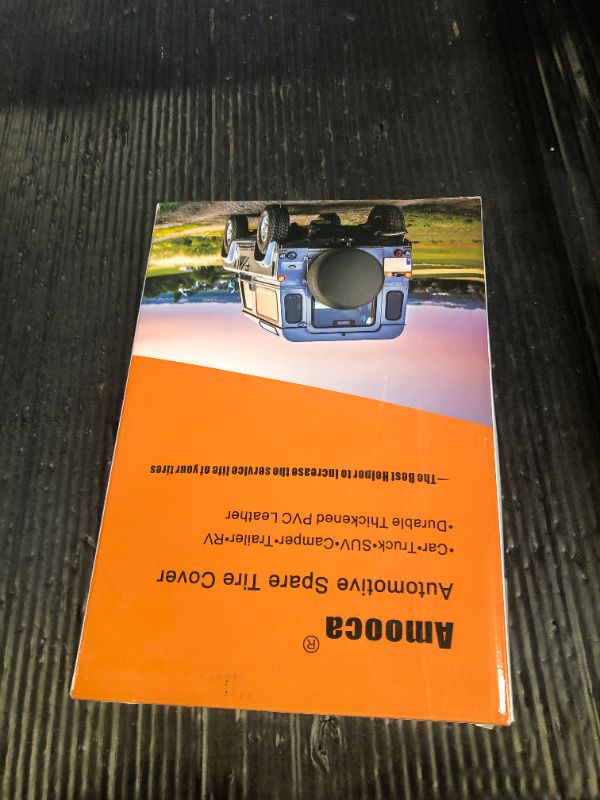 Amooca®
Automotive Spare Tire Cover
•Car•Truck•SUV•Camper•Trailer•RV
•Durable Thickened PVC Leather
—The Best Helper to Increase the service life of your tires